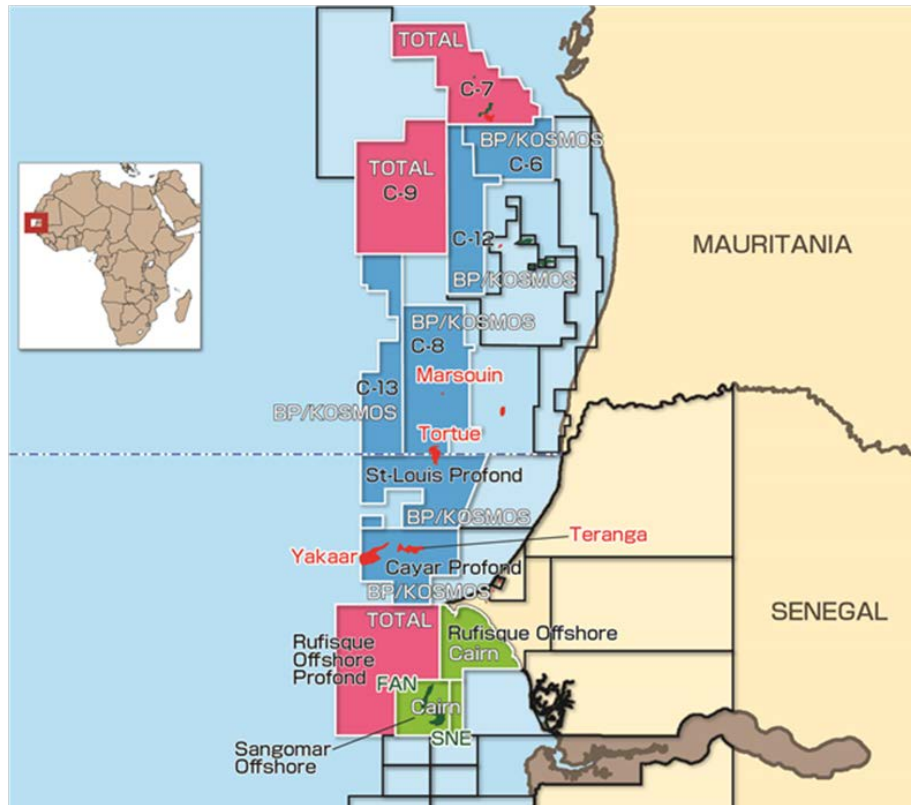 TOTAL
C-7
BP/KOSMOS
C-6
TOTAL
C-9
C-12
BP/KOSMOS
MAURITANIA
BP/KOSMOS
C-8
Marsouin
C-13
BP/KOSMOS
Tortue
St-Louis Profond
BP/KOSMOS
Teranga
Yakaar
Cayar Profond
BP/KOSMOS
TOTAL
Rufisque
Offshore
Profond
Rufisque Offshore
Cairn
SENEGAL
FAN
Cairn
SNE
Sangomar
Offshore